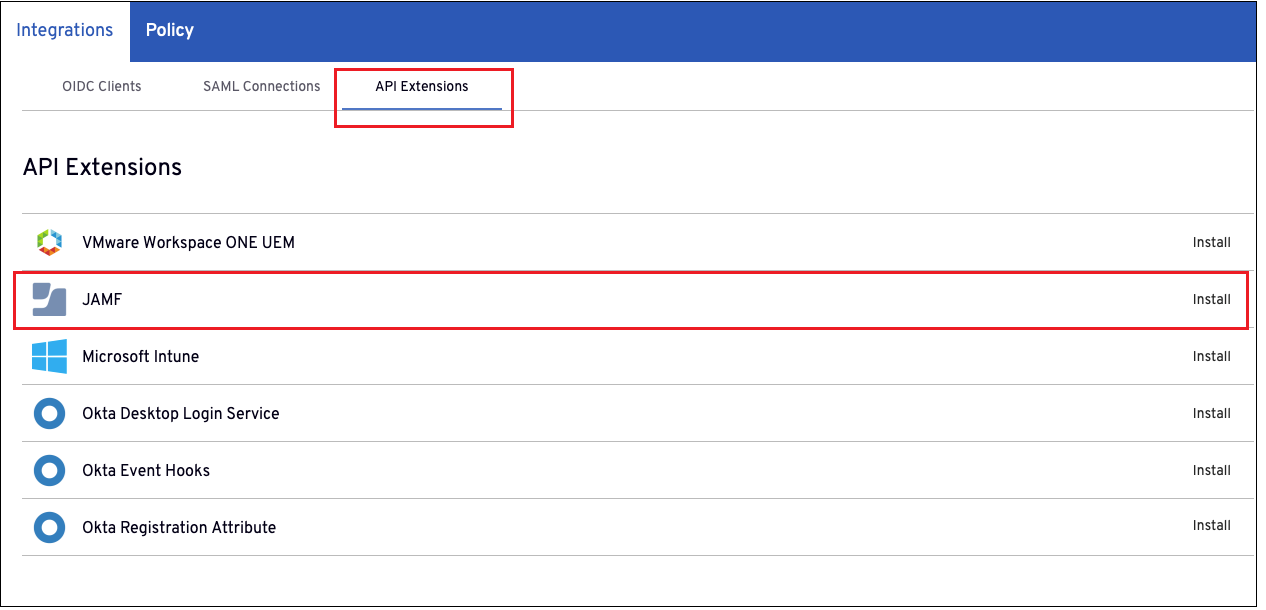 Integrations Policy
OIDC Clients SAML Connections API Extensions
API Extensions
VMware Workspace ONE UEM Install
JAMF Install
Microsoft Intune Install
Okta Desktop Login Service Install
Okta Event Hooks Install
Okta Registration Attribute Install